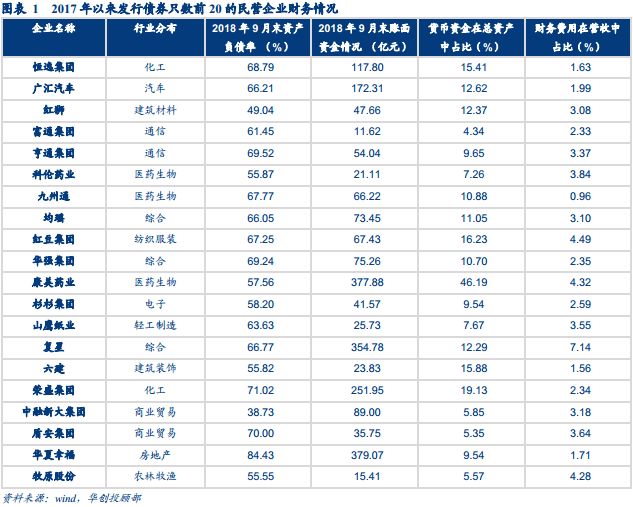 图表 1 2017年以来发行债券只数前20的民营企业财务情况
企业名称 行业分布 2018年9月末资产负债率（%） 2018年9月末账面资金情况（亿元） 货币资金在总资产中占比（%） 财务费用在营收中占比（%）
恒逸集团 化工 68.79 117.80 15.41 1.63
广汇汽车 汽车 66.21 172.31 12.62 1.99
红狮 建筑材料 49.04 47.66 12.37 3.08
富通集团 通信 61.45 11.62 4.34 2.33
亨通集团 通信 69.52 54.04 9.65 3.37
科伦药业 医药生物 55.87 21.11 7.26 3.84
九州通 医药生物 67.77 66.22 10.88 0.96
均瑶 综合 66.05 73.45 11.05 3.10
红豆集团 纺织服装 67.25 67.43 16.23 4.49
华强集团 综合 69.24 75.26 10.70 2.35
康美药业 医药生物 57.56 377.88 46.19 4.32
杉杉集团 电子 58.20 41.57 9.54 2.59
山鹰纸业 轻工制造 63.63 25.73 7.67 3.55
复星 综合 66.77 354.78 12.29 7.14
六建 建筑装饰 55.82 23.83 15.88 1.56
荣盛集团 化工 71.02 251.95 19.13 2.34
中融新大集团 商业贸易 38.73 89.00 5.85 3.18
盾安集团 商业贸易 70.00 35.75 5.35 3.64
华夏幸福 房地产 84.43 379.07 9.54 1.71
牧原股份 农林牧渔 55.55 15.41 5.57 4.28
资料来源：wind，华创投顾部